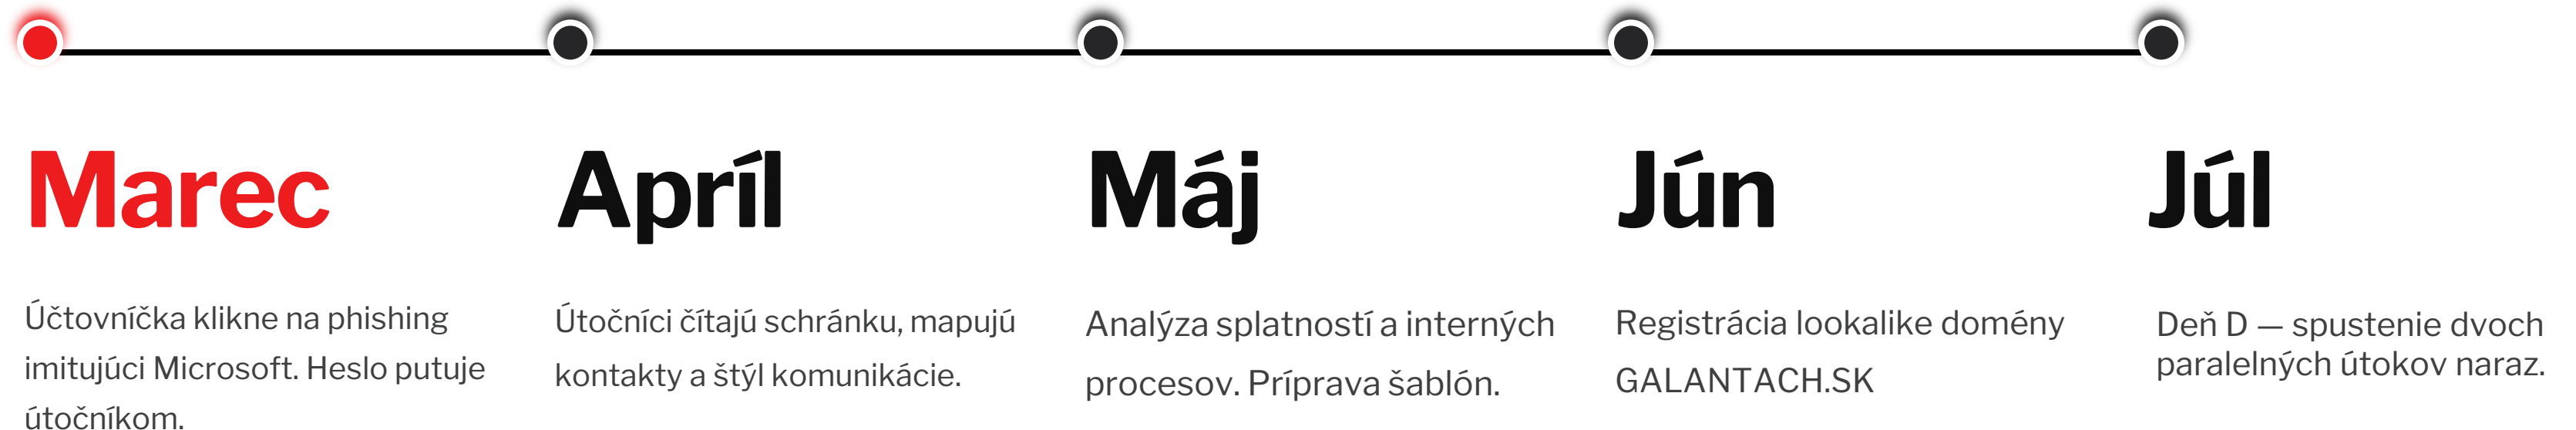 Marec
Účtovníčka klikne na phishing
imitujúci Microsoft. Heslo putuje
útočníkom.
Apríl
Útočníci čítajú schránku, mapujú
kontakty a štýl komunikácie.
Máj
Analýza splatností a interných
procesov. Príprava šablón.
Jún
Registrácia lookalike domény
GALANTACH.SK
Júl
Deň D — spustenie dvoch
paralelných útokov naraz.